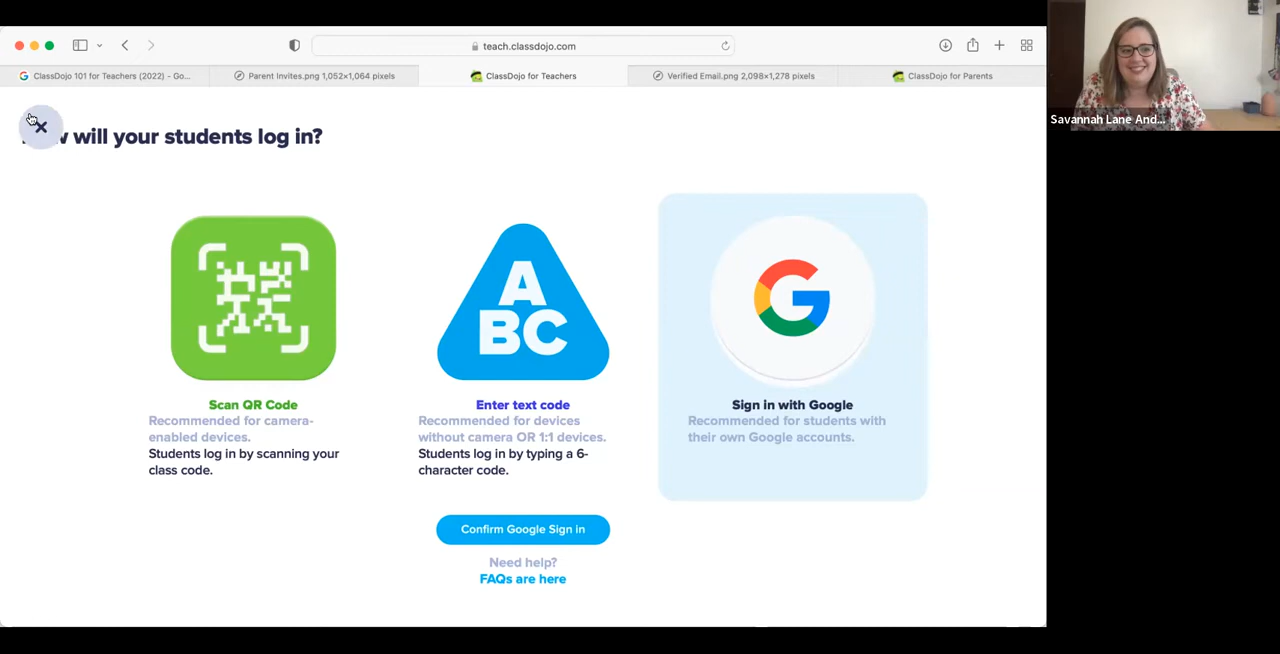 teach.classdojo.com
ClassDojo 101 for Teachers (2022) - Go...
Parent Invites.png 1,052×1,064 pixels
ClassDojo for Teachers
Verified Email.png 2,098×1,278 pixels
ClassDojo for Parents
Savannah Lane And...
will your students log in?
A
BC
G
Scan QR Code
Recommended for camera-
enabled devices.
Students log in by scanning your
class code.
Enter text code
Recommended for devices
without camera OR 1:1 devices.
Students log in by typing a 6-
character code.
Sign in with Google
Recommended for students with
their own Google accounts.
Confirm Google Sign in
Need help?
FAQs are here